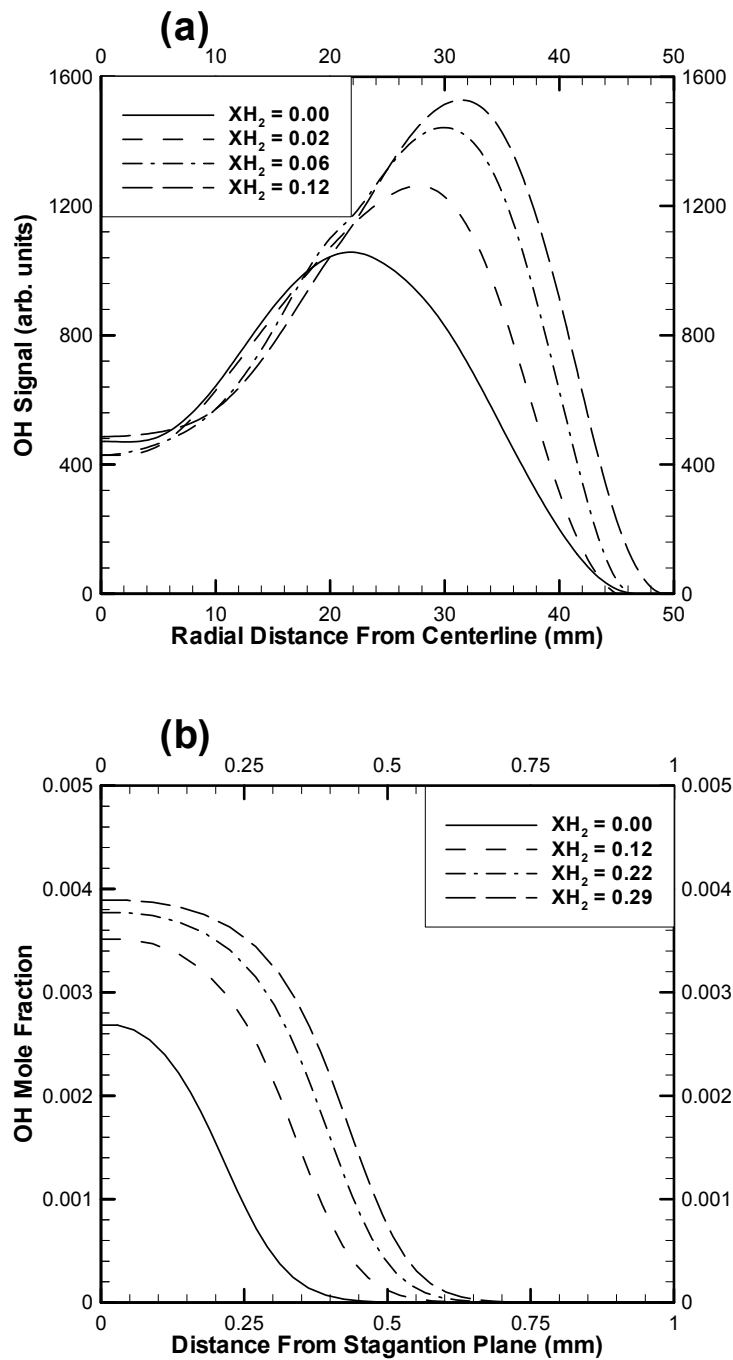 (a)
0 10 20 30 40 50
1600 1600
XH₂ = 0.00
XH₂ = 0.02
XH₂ = 0.06
XH₂ = 0.12
1200 1200
800 800
400 400
0 0
OH Signal (arb. units)
0 10 20 30 40 50
Radial Distance From Centerline (mm)
(b)
0 0.25 0.5 0.75 1
0.005 0.005
XH₂ = 0.00
XH₂ = 0.12
XH₂ = 0.22
XH₂ = 0.29
0.004 0.004
0.003 0.003
0.002 0.002
0.001 0.001
0 0
OH Mole Fraction
0 0.25 0.5 0.75 1
Distance From Stagantion Plane (mm)